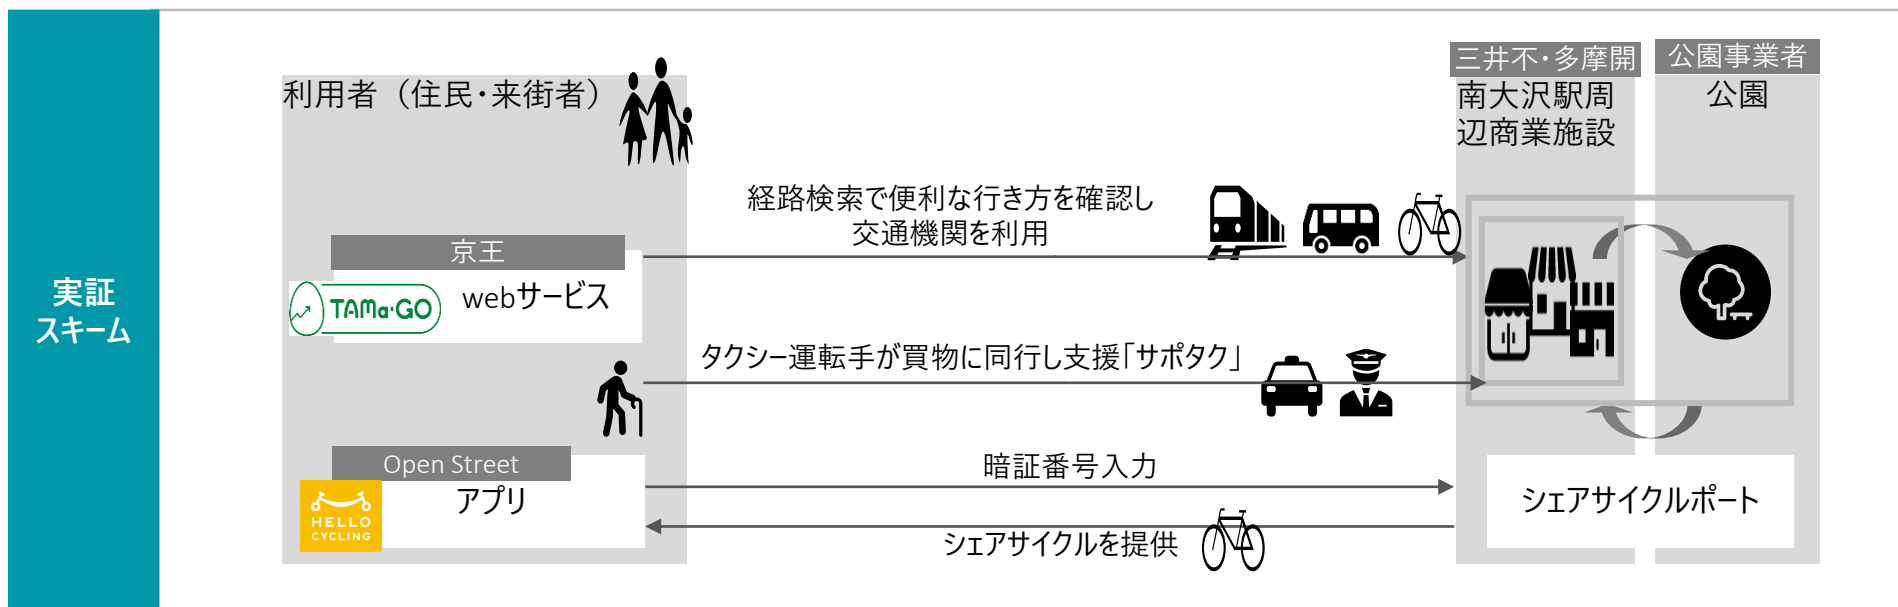 実証
スキーム
利用者（住民・来街者）
三井不・多摩開
公園事業者
南大沢駅周
辺商業施設
公園
経路検索で便利な行き方を確認し
交通機関を利用
京王
webサービス
TAMa・GO
タクシー運転手が買物に同行し支援「サポタク」
Open Street
アプリ
HELLO
CYCLING
暗証番号入力
シェアサイクルを提供
シェアサイクルポート